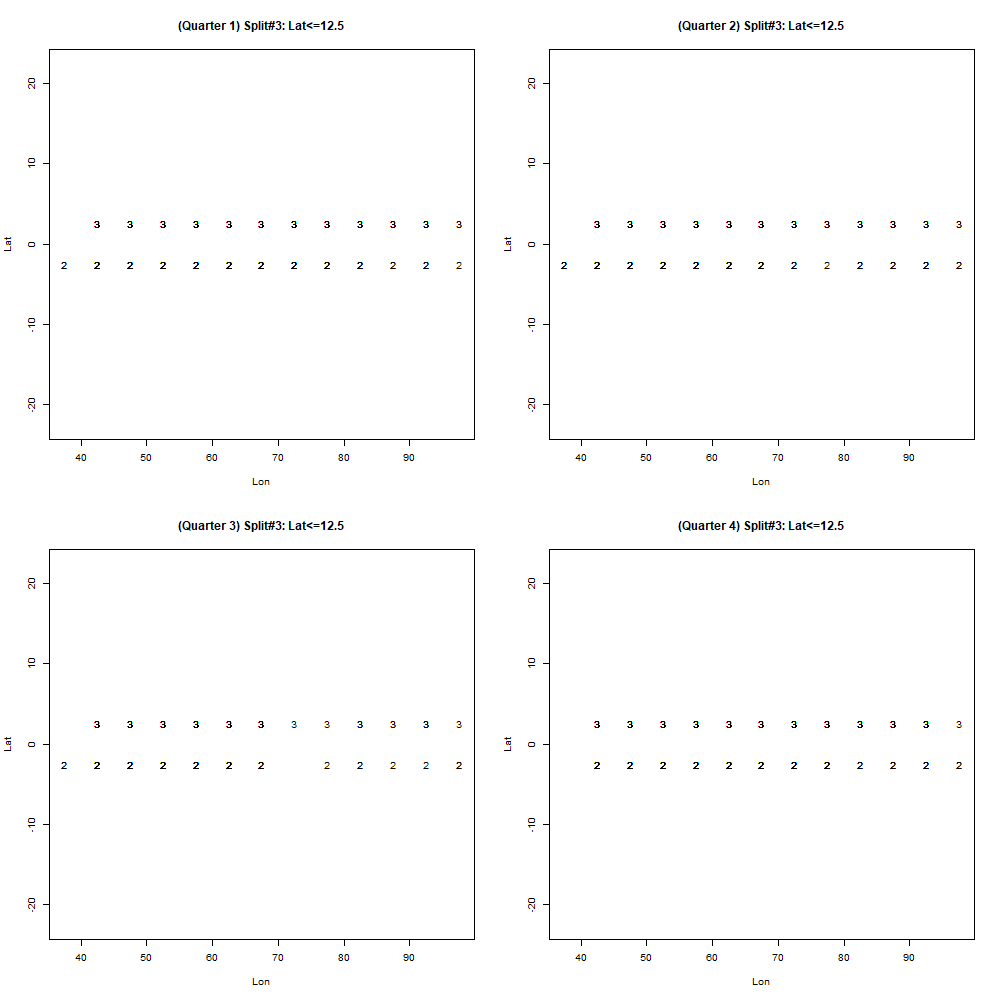 (Quarter 1) Split#3: Lat<=12.5
20
10
3 3 3 3 3 3 3 3 3 3 3 3
Lat
0
2 2 2 2 2 2 2 2 2 2 2 2 2
-10
-20
40 50 60 70 80 90
Lon
(Quarter 2) Split#3: Lat<=12.5
20
10
3 3 3 3 3 3 3 3 3 3 3 3
Lat
0
2 2 2 2 2 2 2 2 2 2 2 2 2
-10
-20
40 50 60 70 80 90
Lon
(Quarter 3) Split#3: Lat<=12.5
20
10
3 3 3 3 3 3 3 3 3 3 3 3
Lat
0
2 2 2 2 2 2 2 2 2 2 2 2
-10
-20
40 50 60 70 80 90
Lon
(Quarter 4) Split#3: Lat<=12.5
20
10
3 3 3 3 3 3 3 3 3 3 3 3
Lat
0
2 2 2 2 2 2 2 2 2 2 2 2
-10
-20
40 50 60 70 80 90
Lon